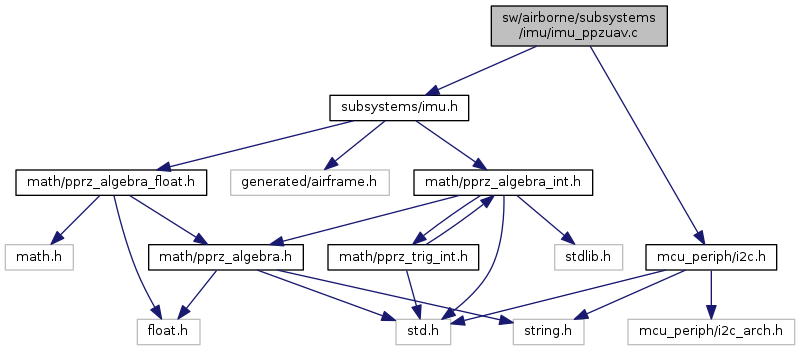 sw/airborne/subsystems
/imu/imu_ppzuav.c
subsystems/imu.h
math/pprz_algebra_float.h
generated/airframe.h
math/pprz_algebra_int.h
math.h
math/pprz_algebra.h
math/pprz_trig_int.h
stdlib.h
mcu_periph/i2c.h
float.h
std.h
string.h
mcu_periph/i2c_arch.h